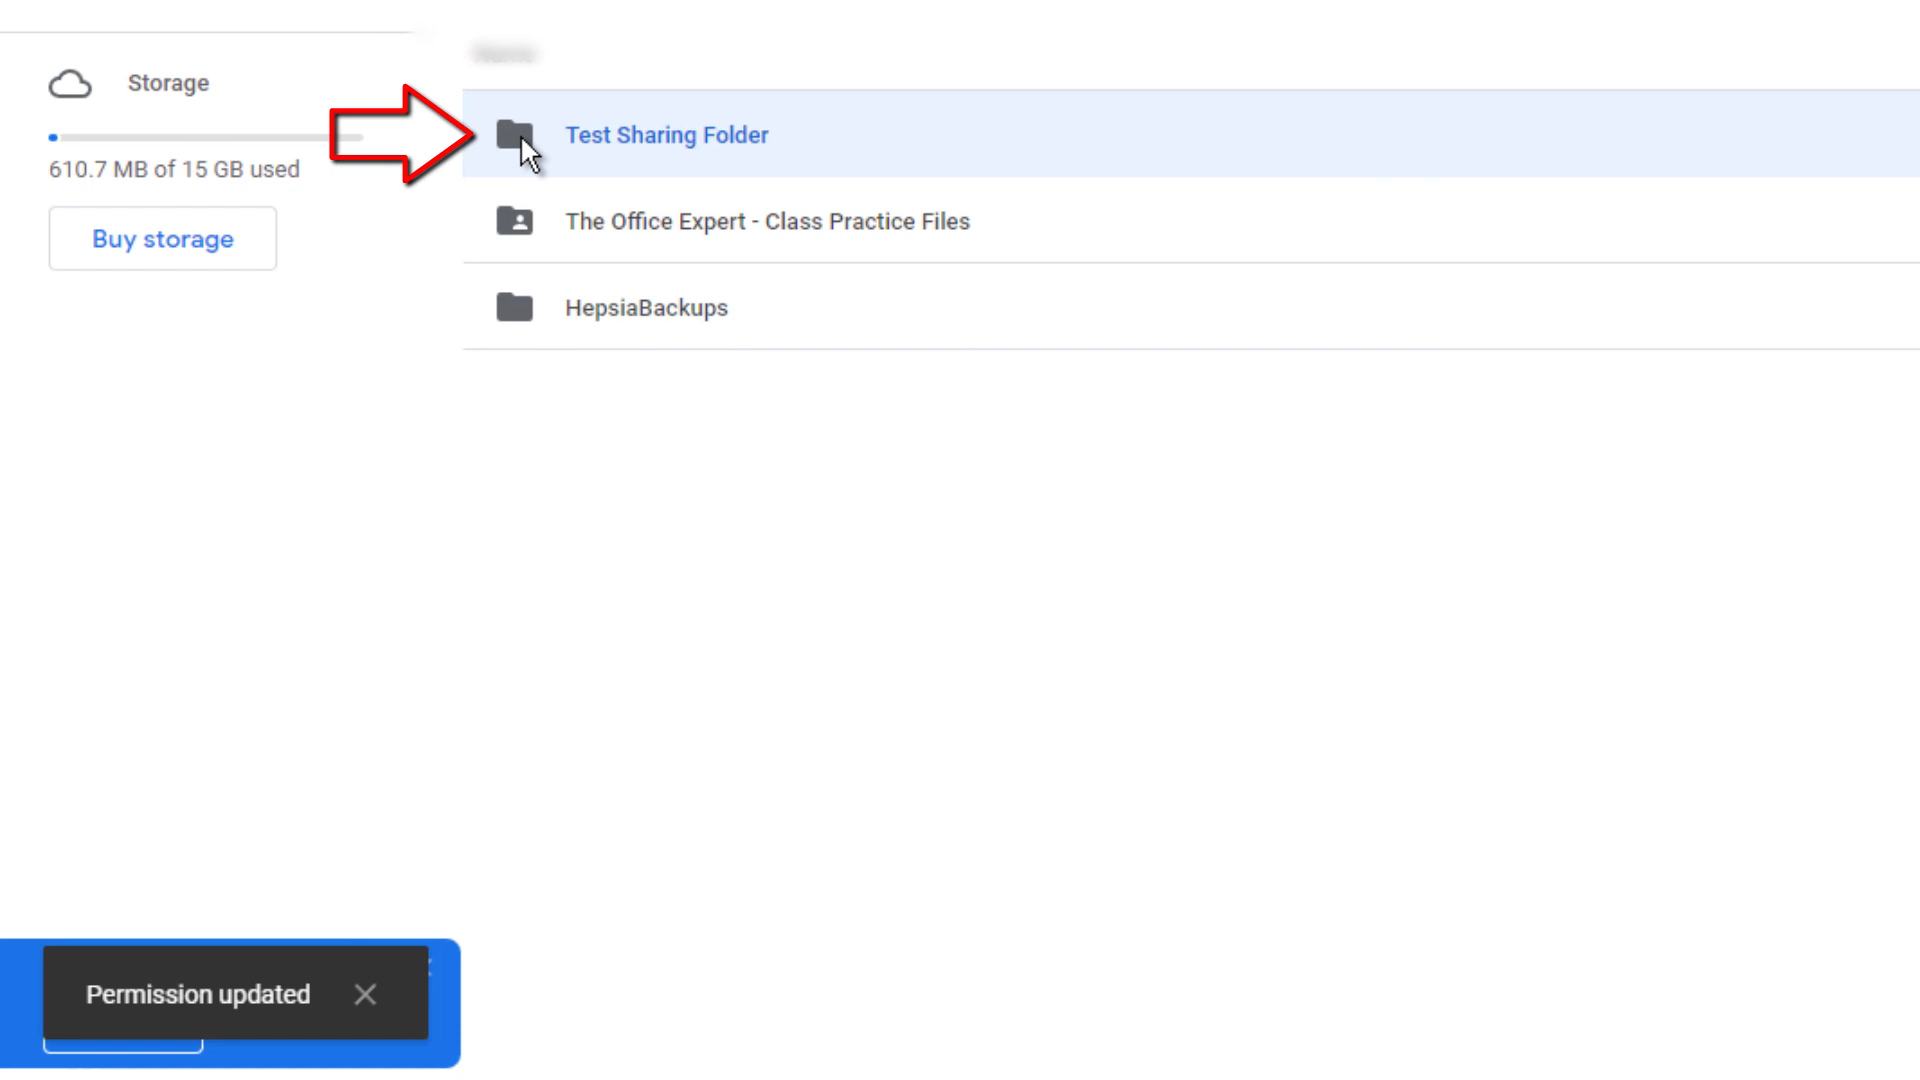 Storage
610.7 MB of 15 GB used
Buy storage
Test Sharing Folder
The Office Expert - Class Practice Files
HepsiaBackups
Permission updated